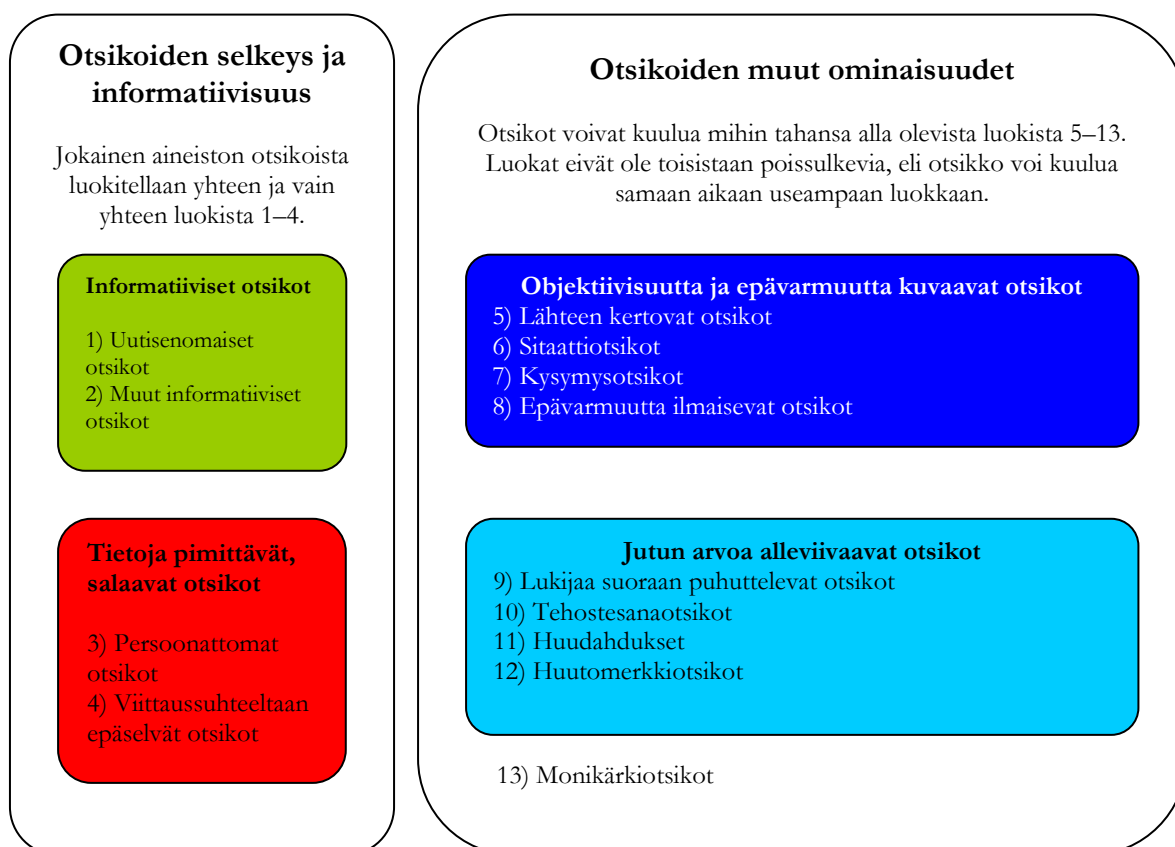 Otsikoiden selkeys ja
informatiivisuus
Jokainen aineiston otsikoista
luokitellaan yhteen ja vain
yhteen luokista 1–4.
Informatiiviset otsikot
1) Uutisenomaiset
otsikot
2) Muut informatiiviset
otsikot
Tietoja pimittävät,
salaavat otsikot
3) Persoonattomat
otsikot
4) Viittaussuhteeltaan
epäselvät otsikot
Otsikoiden muut ominaisuudet
Otsikot voivat kuulua mihin tahansa alla olevista luokista 5–13.
Luokat eivät ole toisistaan poissulkevia, eli otsikko voi kuulua
samaan aikaan useampaan luokkaan.
Objektiivisuutta ja epävarmuutta kuvaavat otsikot
5) Lähteen kertovat otsikot
6) Sitaattiotsikot
7) Kysymysotsikot
8) Epävarmuutta ilmaisevat otsikot
Jutun arvoa alleviivaavat otsikot
9) Lukijaa suoraan puhuttelevat otsikot
10) Tehostesanaotsikot
11) Huudahdukset
12) Huutomerkkiotsikot
13) Monikärkiotsikot